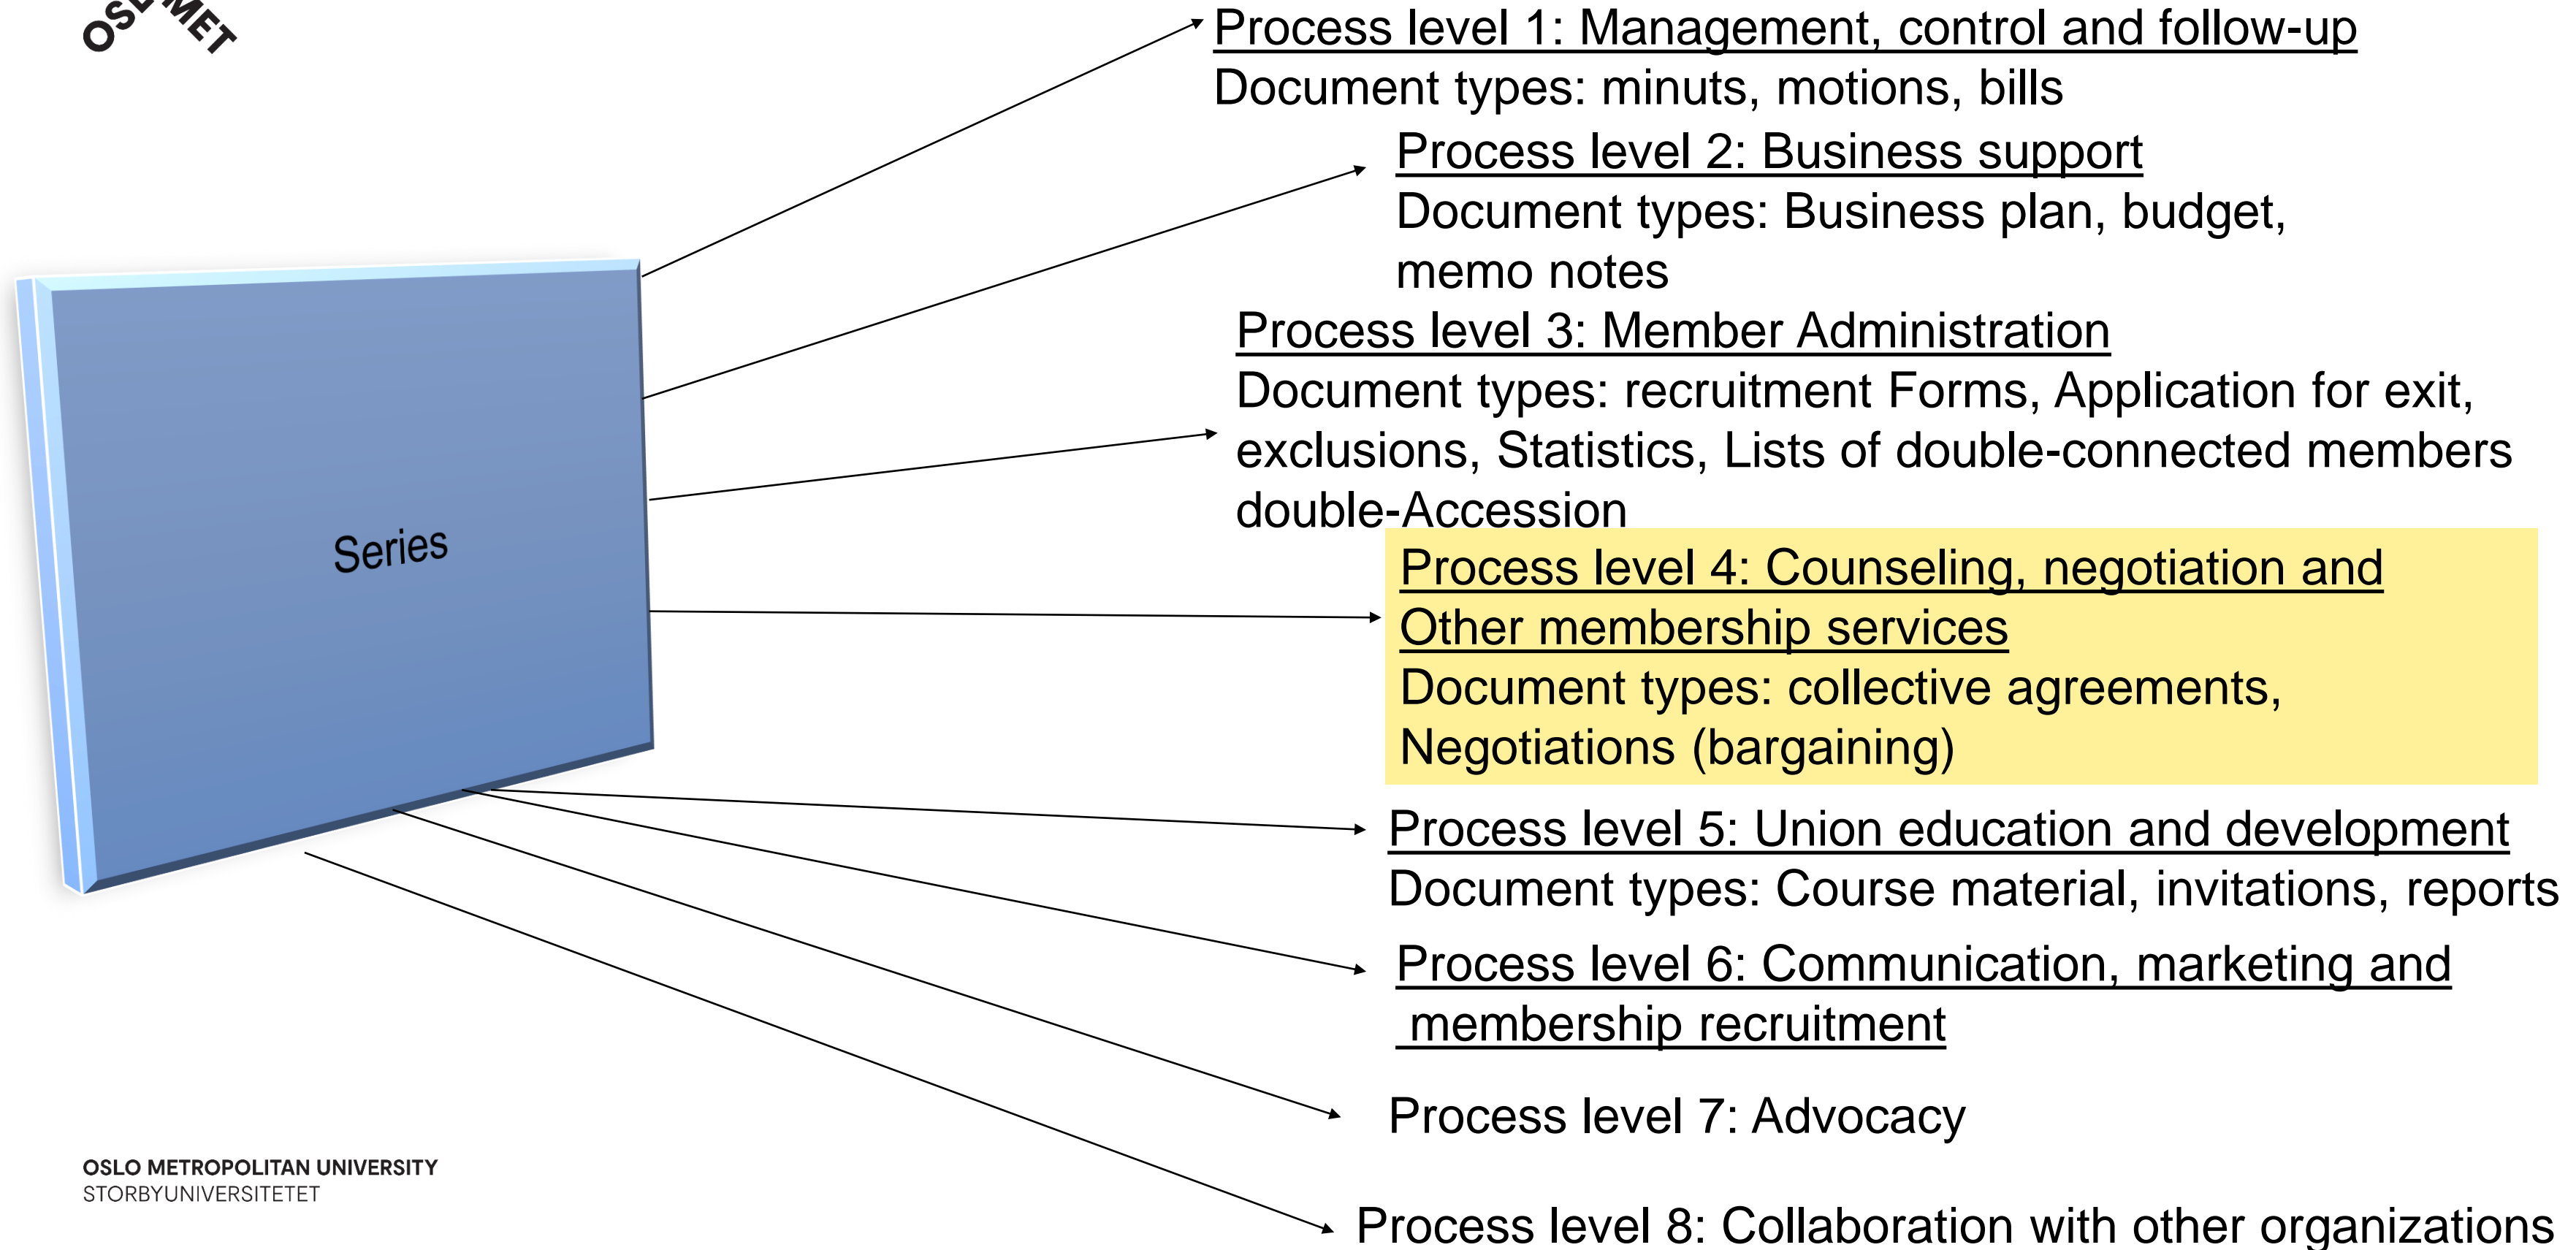 MET
Process level 1: Management, control and follow-up
Document types: minuts, motions, bills
Process level 2: Business support
Document types: Business plan, budget,
memo notes
Process level 3: Member Administration
Document types: recruitment Forms, Application for exit,
exclusions, Statistics, Lists of double-connected members
double-Accession
Series
Process level 4: Counseling, negotiation and
Other membership services
Document types: collective agreements,
Negotiations (bargaining)
Process level 5: Union education and development
Document types: Course material, invitations, reports
Process level 6: Communication, marketing and
membership recruitment
Process level 7: Advocacy
OSLO METROPOLITAN UNIVERSITY
STORBYUNIVERSITETET
Process level 8: Collaboration with other organizations